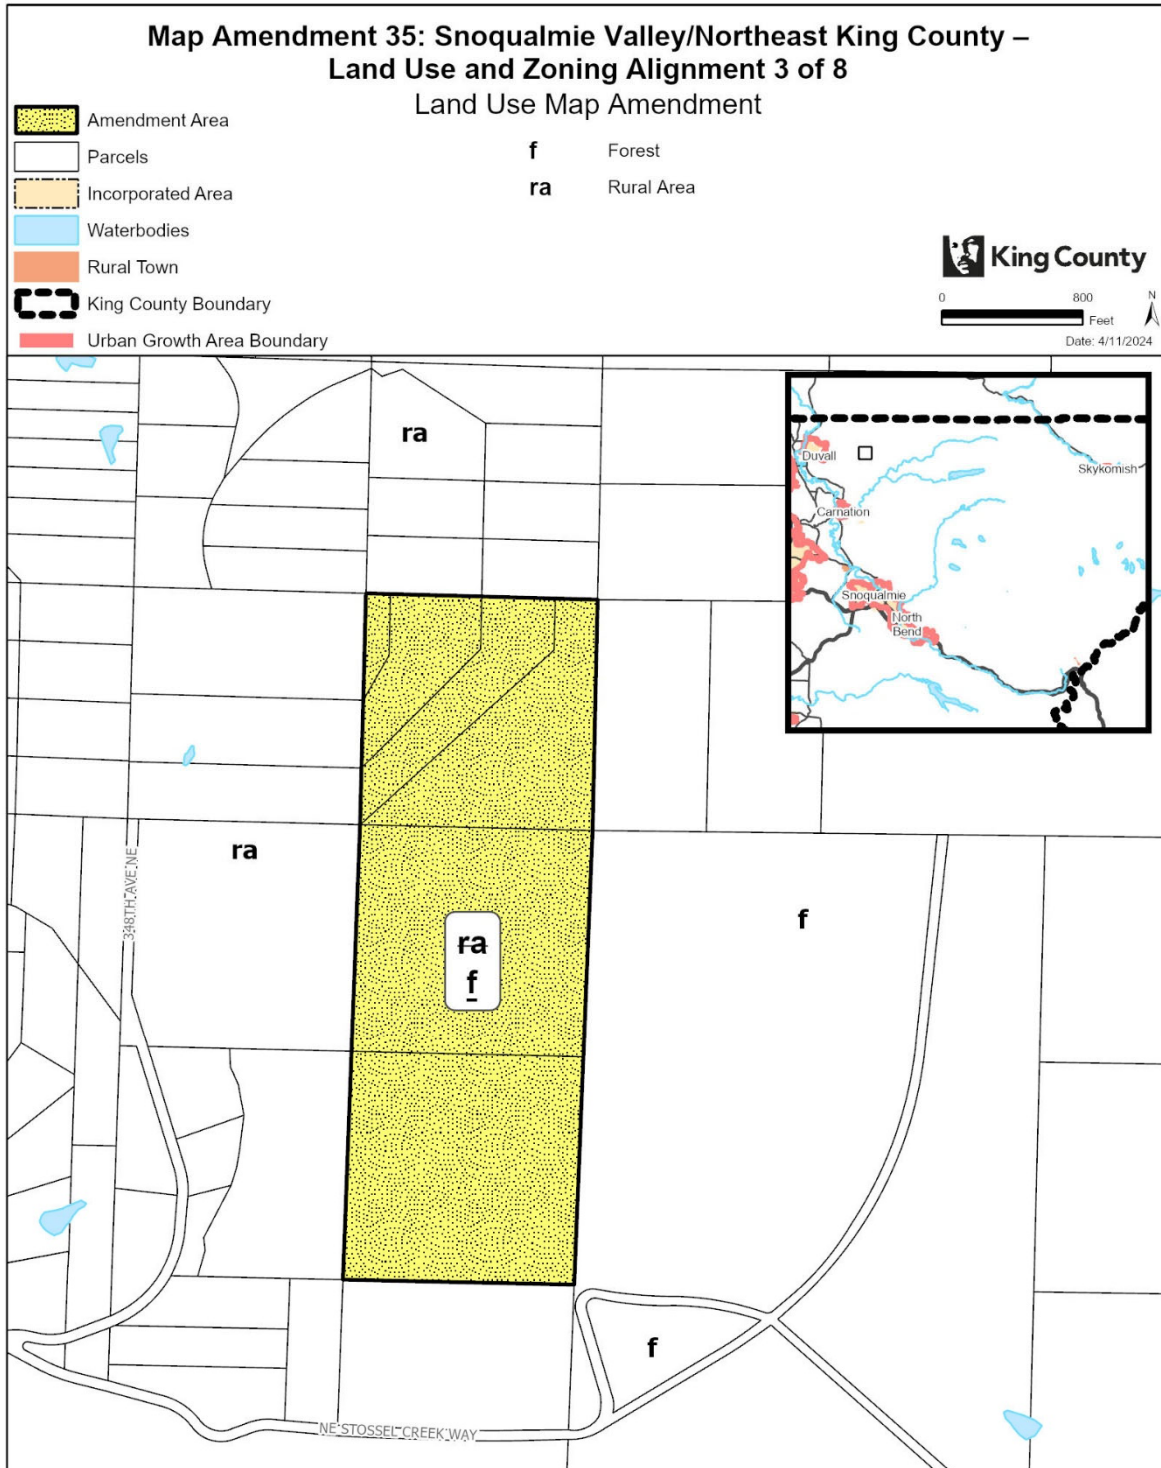 Map Amendment 35: Snoqualmie Valley/Northeast King County –
Land Use and Zoning Alignment 3 of 8
Land Use Map Amendment
Amendment Area
Parcels
Incorporated Area
Waterbodies
Rural Town
King County Boundary
Urban Growth Area Boundary
f Forest
ra Rural Area
King County
0 800
Feet
N
Date: 4/11/2024
ra
Duvall
Skykomish
Carnation
Snoqualmie
North
Bend
ra
348TH AVE NE
f
ra
f
f
NE STOSSEL CREEK WAY